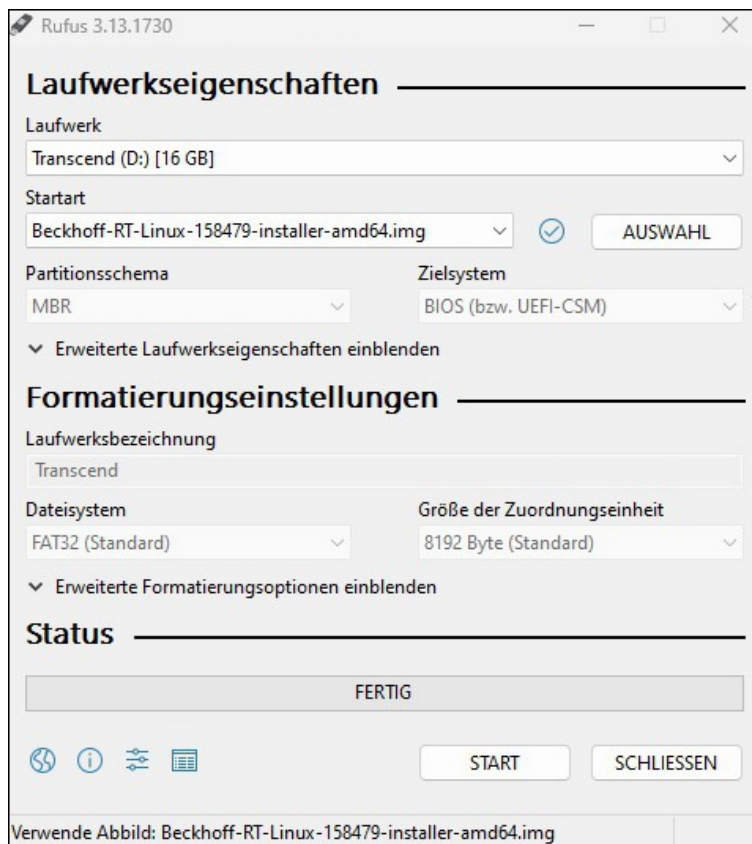 Rufus 3.13.1730
Laufwerkseigenschaften
Laufwerk
Transcend (D:) [16 GB]
Startart
Beckhoff-RT-Linux-158479-installer-amd64.img
AUSWAHL
Partitionsschema
Zielsystem
MBR
BIOS (bzw. UEFI-CSM)
Erweiterte Laufwerkseigenschaften einblenden
Formatierungseinstellungen
Laufwerksbezeichnung
Transcend
Dateisystem
Größe der Zuordnungseinheit
FAT32 (Standard)
8192 Byte (Standard)
Erweiterte Formatierungsoptionen einblenden
Status
FERTIG
START
SCHLIESSEN
Verwende Abbild: Beckhoff-RT-Linux-158479-installer-amd64.img